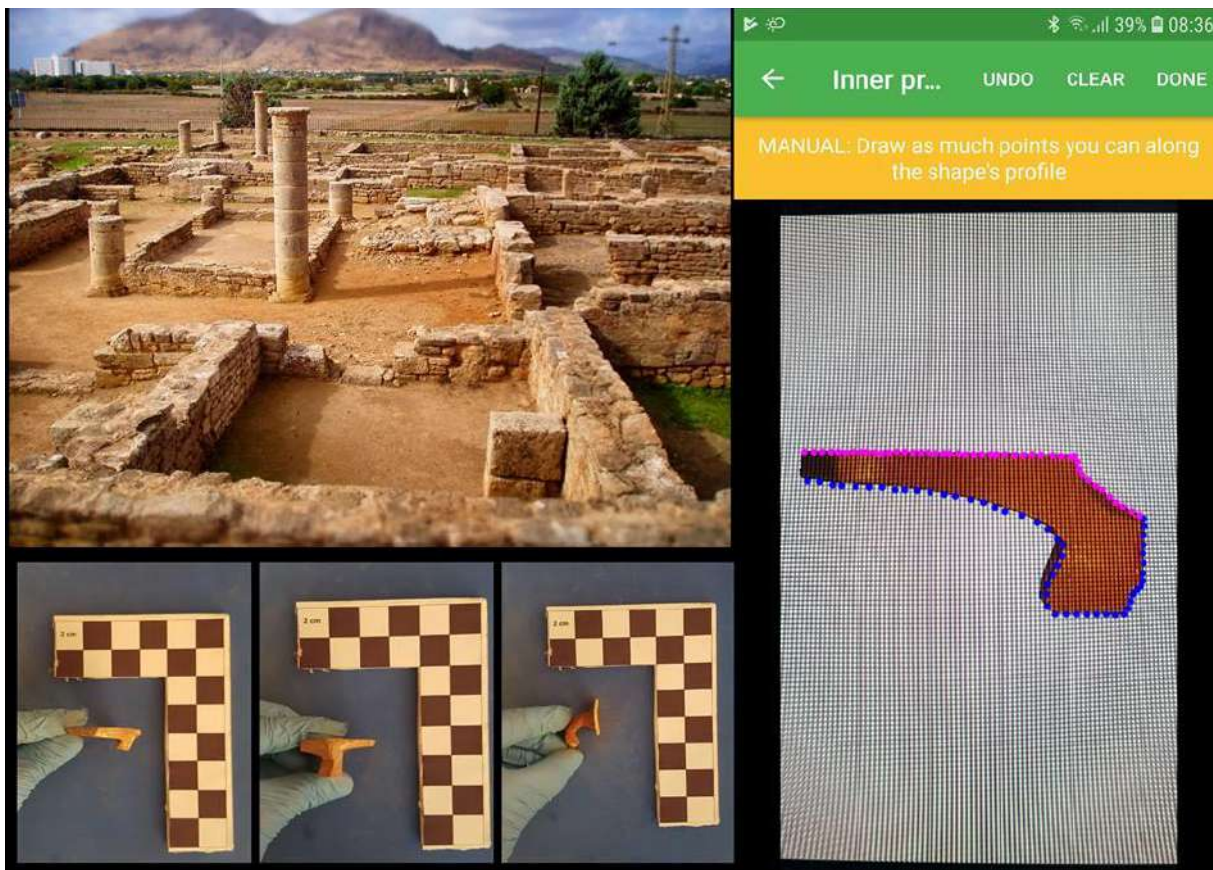 39% 08:36
Inner pr... UNDO CLEAR DONE
MANUAL: Draw as much points you can along
the shape's profile
2 cm
2 cm
2 cm